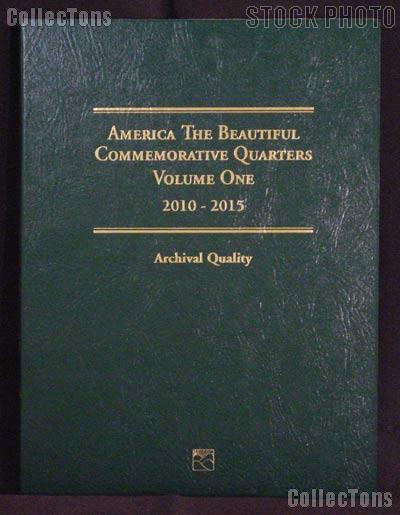 CollecTons
STOCK PHOTO
AMERICA THE BEAUTIFUL
COMMEMORATIVE QUARTERS
VOLUME ONE
2010 - 2015
Archival Quality
CollecTons